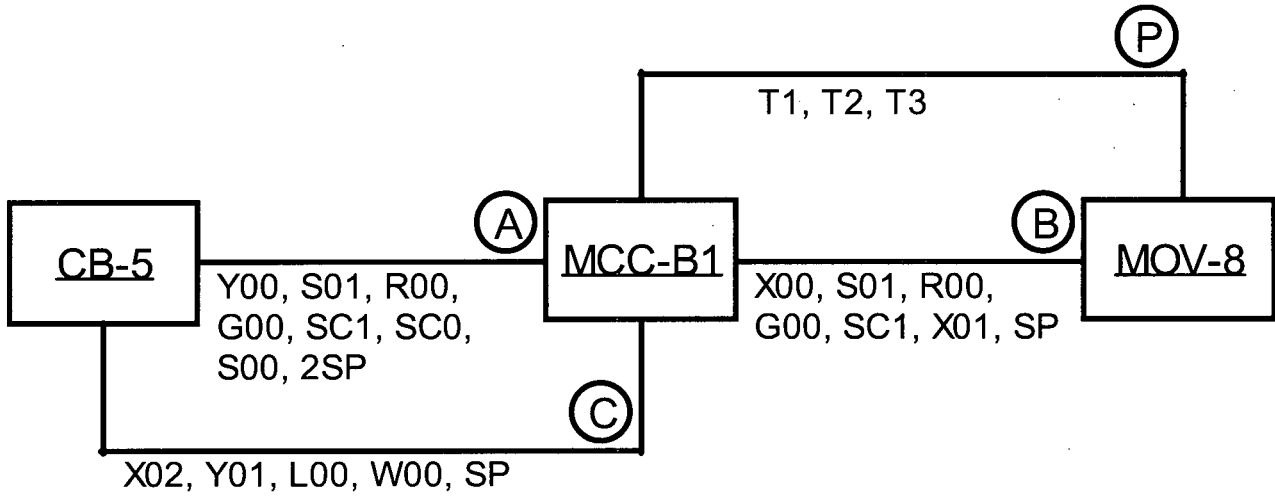 P
T1, T2, T3
A
B
CB-5
MCC-B1
MOV-8
Y00, S01, R00,
G00, SC1, SC0,
S00, 2SP
X00, S01, R00,
G00, SC1, X01, SP
C
X02, Y01, L00, W00, SP